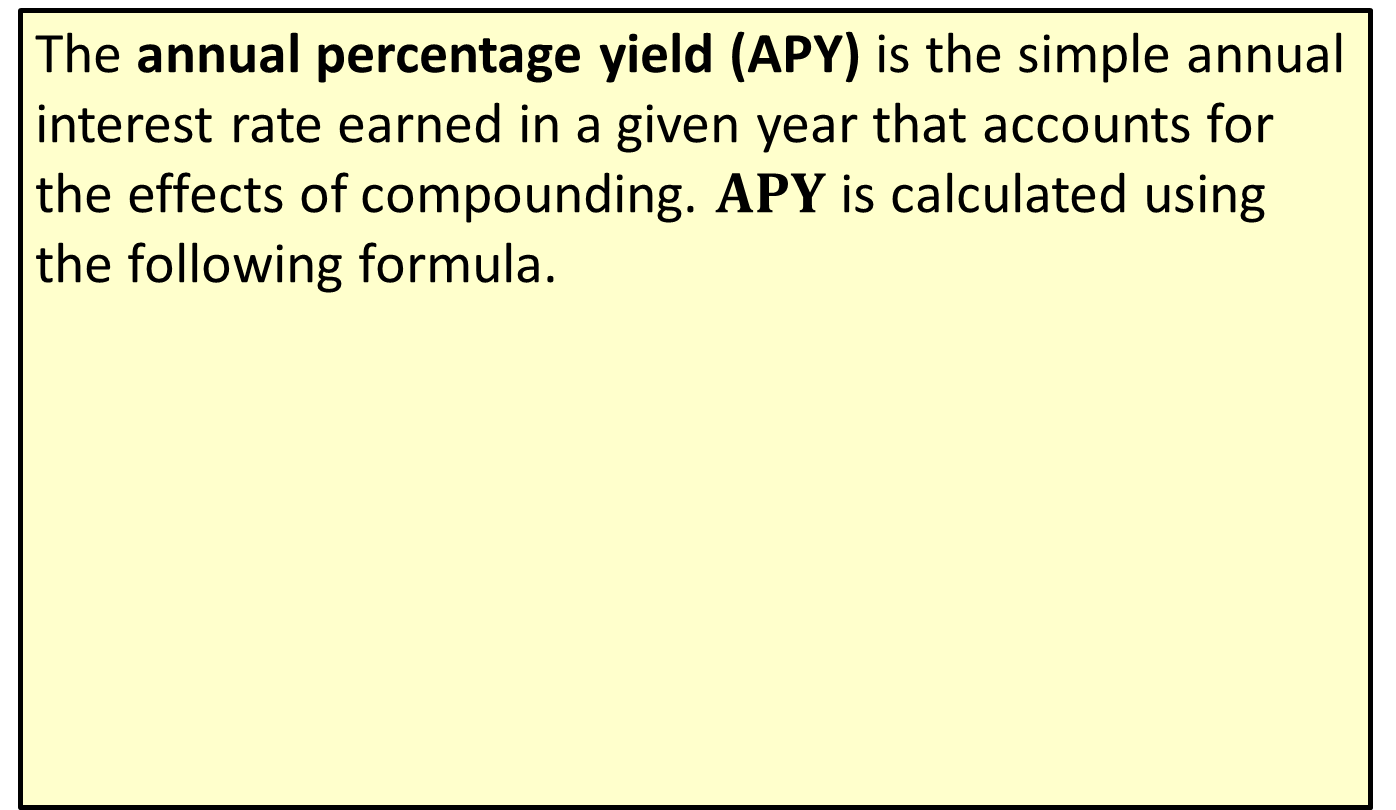 The annual percentage yield (APY) is the simple annual
interest rate earned in a given year that accounts for
the effects of compounding. APY is calculated using
the following formula.